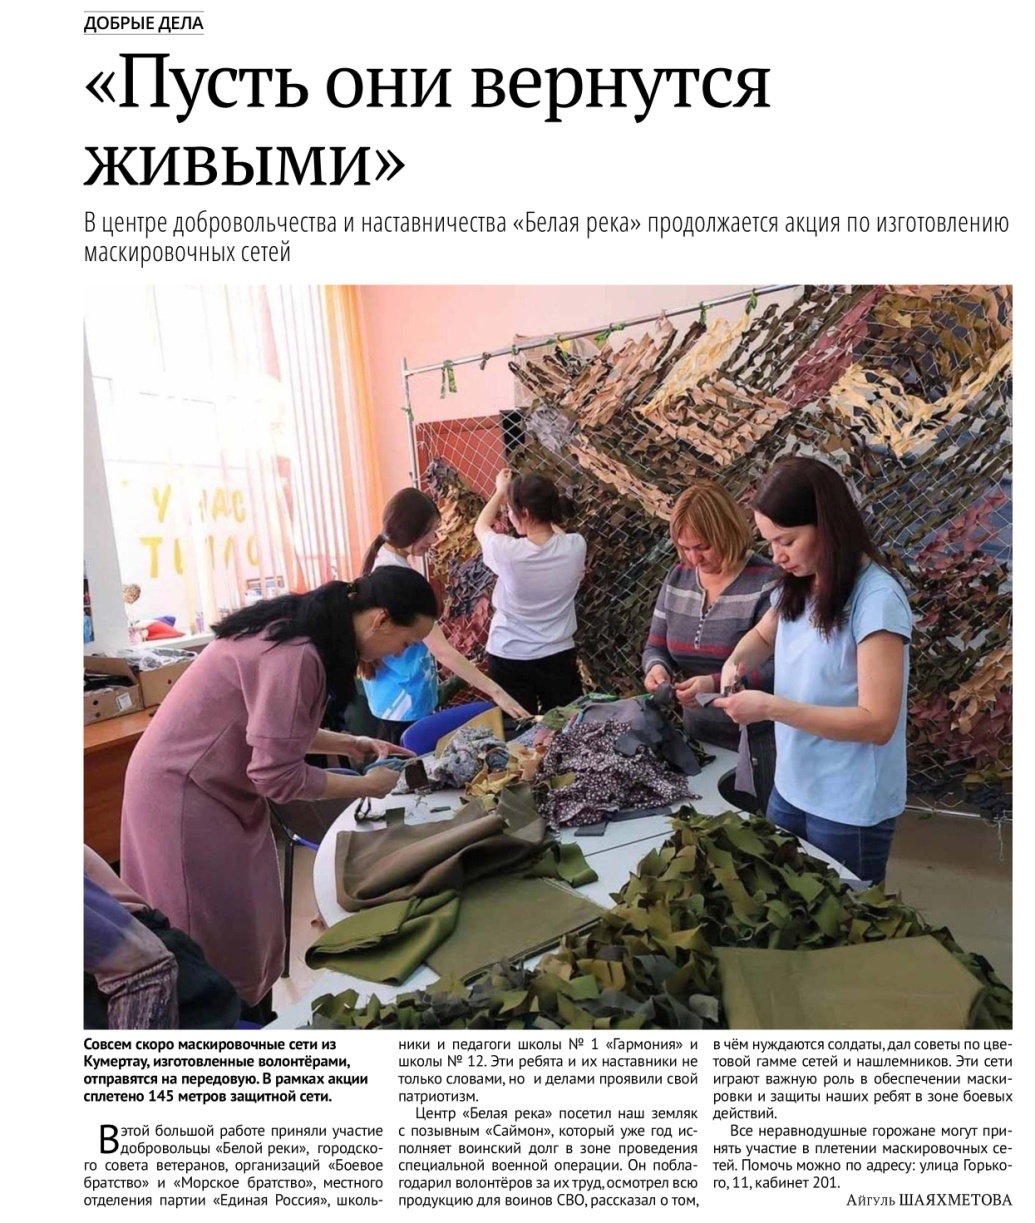 ДОБРЫЕ ДЕЛА
«Пусть они вернутся
живыми»
В центре добровольчества и наставничества «Белая река» продолжается акция по изготовлению
маскировочных сетей
У НАС
ТЕПЛО
Совсем скоро маскировочные сети из
Кумертау, изготовленные волонтёрами,
отправятся на передовую. В рамках акции
сплетено 145 метров защитной сети.
В этой большой работе приняли участие
добровольцы «Белой реки», городско-
го совета ветеранов, организаций «Боевое
братство» и «Морское братство», местного
отделения партии «Единая Россия», школь-
ники и педагоги школы № 1 «Гармония» и
школы № 12. Эти ребята и их наставники не
только словами, но и делами проявили свой
патриотизм.
Центр «Белая река» посетил наш земляк
с позывным «Саймон», который уже год ис-
полняет воинский долг в зоне проведения
специальной военной операции. Он побла-
годарил волонтёров за их труд, осмотрел всю
продукцию для воинов СВО, рассказал о том,
в чём нуждаются солдаты, дал советы по цве-
товой гамме сетей и нашлемников. Эти сети
играют важную роль в обеспечении маски-
ровки и защиты наших ребят в зоне боевых
действий.
Все неравнодушные горожане могут при-
нять участие в плетении маскировочных се-
тей. Помочь можно по адресу: улица Горько-
го, 11, кабинет 201.
Айгуль ШАЯХМЕТОВА